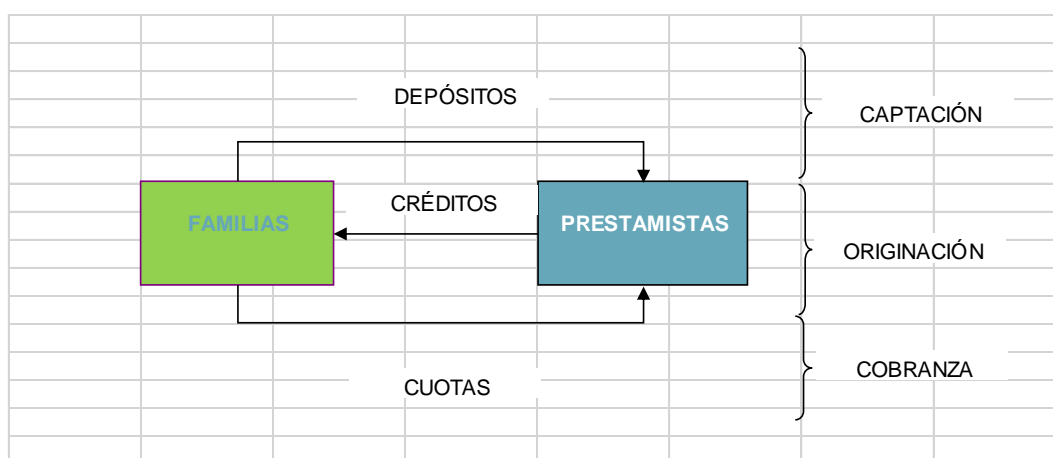 DEPÓSITOS
CAPTACIÓN
CRÉDITOS
FAMILIAS
PRESTAMISTAS
ORIGINACIÓN
CUOTAS
COBRANZA